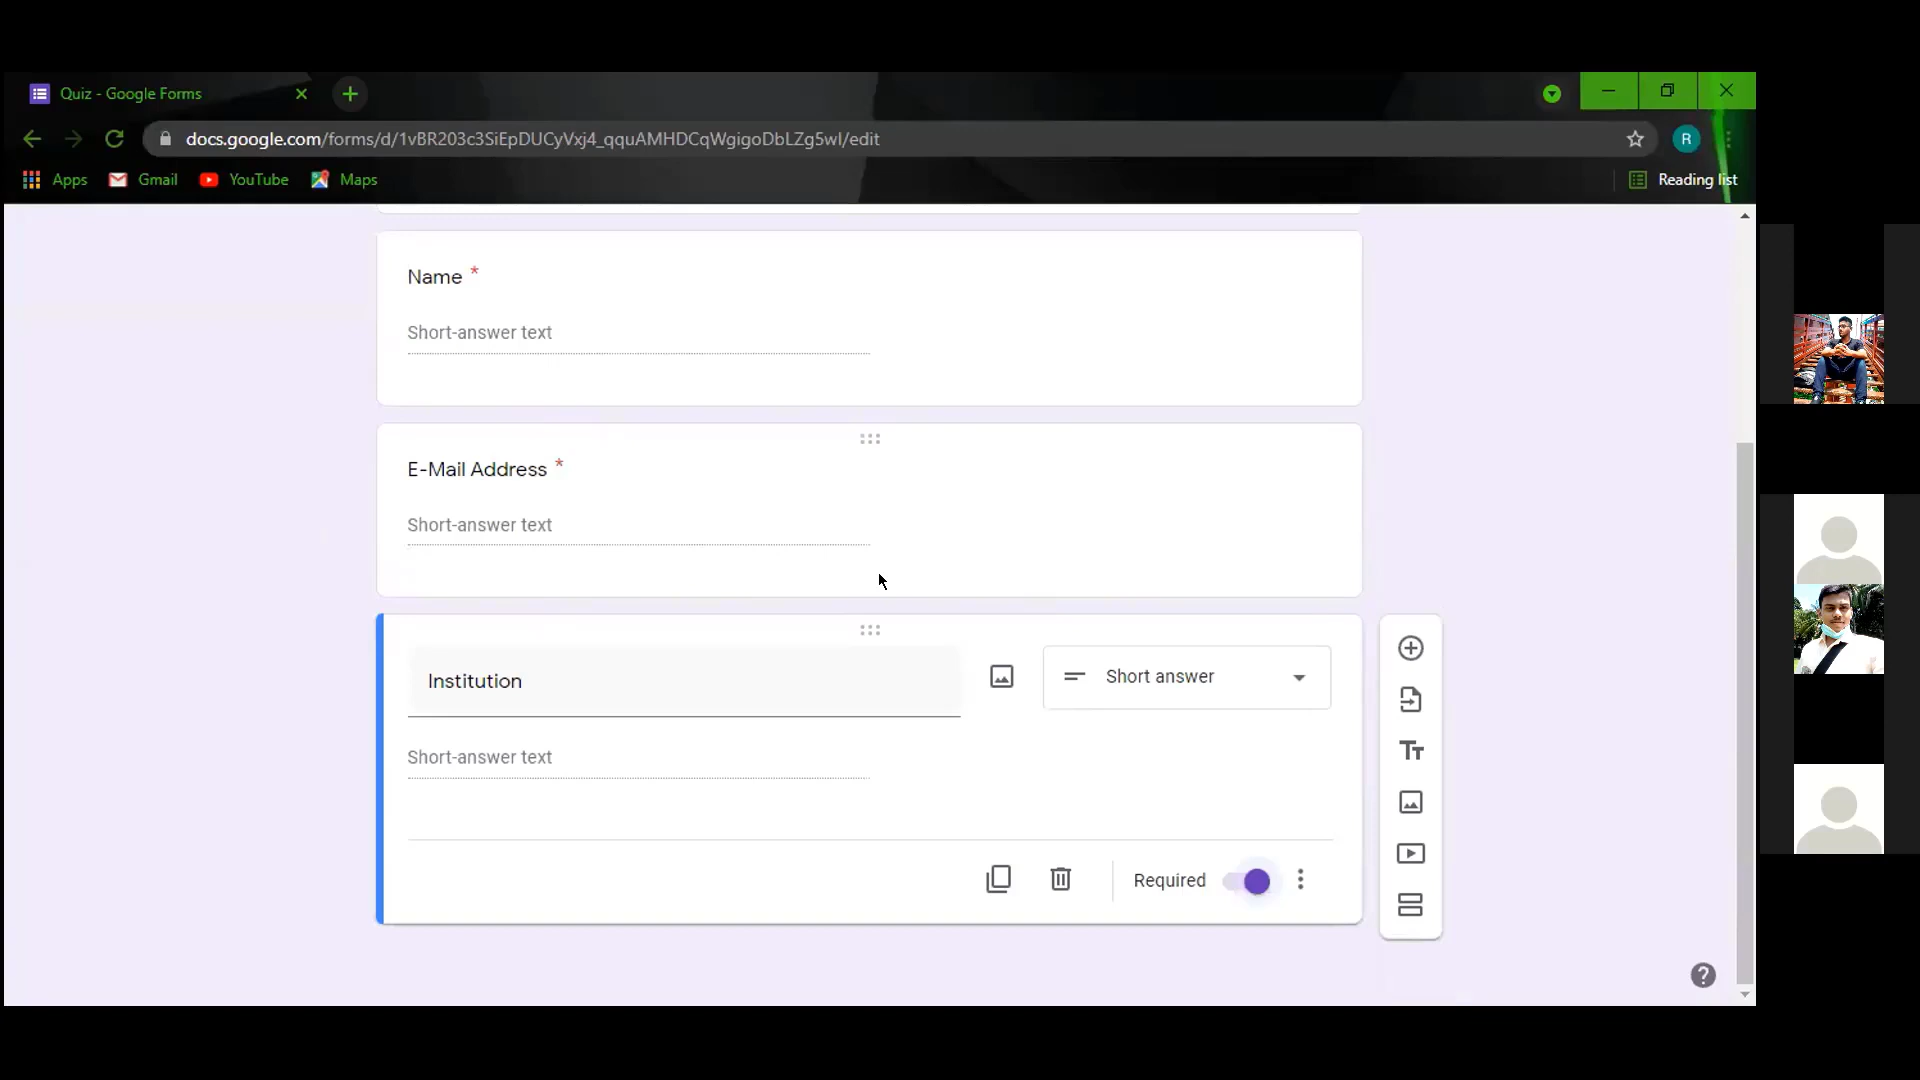 Quiz - Google Forms
docs.google.com/forms/d/1vBR203c3SiEpDUCyVxj4_qquAMHDCqWgigoDbLZg5wI/edit
R
Apps Gmail YouTube Maps Reading list
Name *
Short-answer text
E-Mail Address *
Short-answer text
Institution
Short answer
Short-answer text
Required